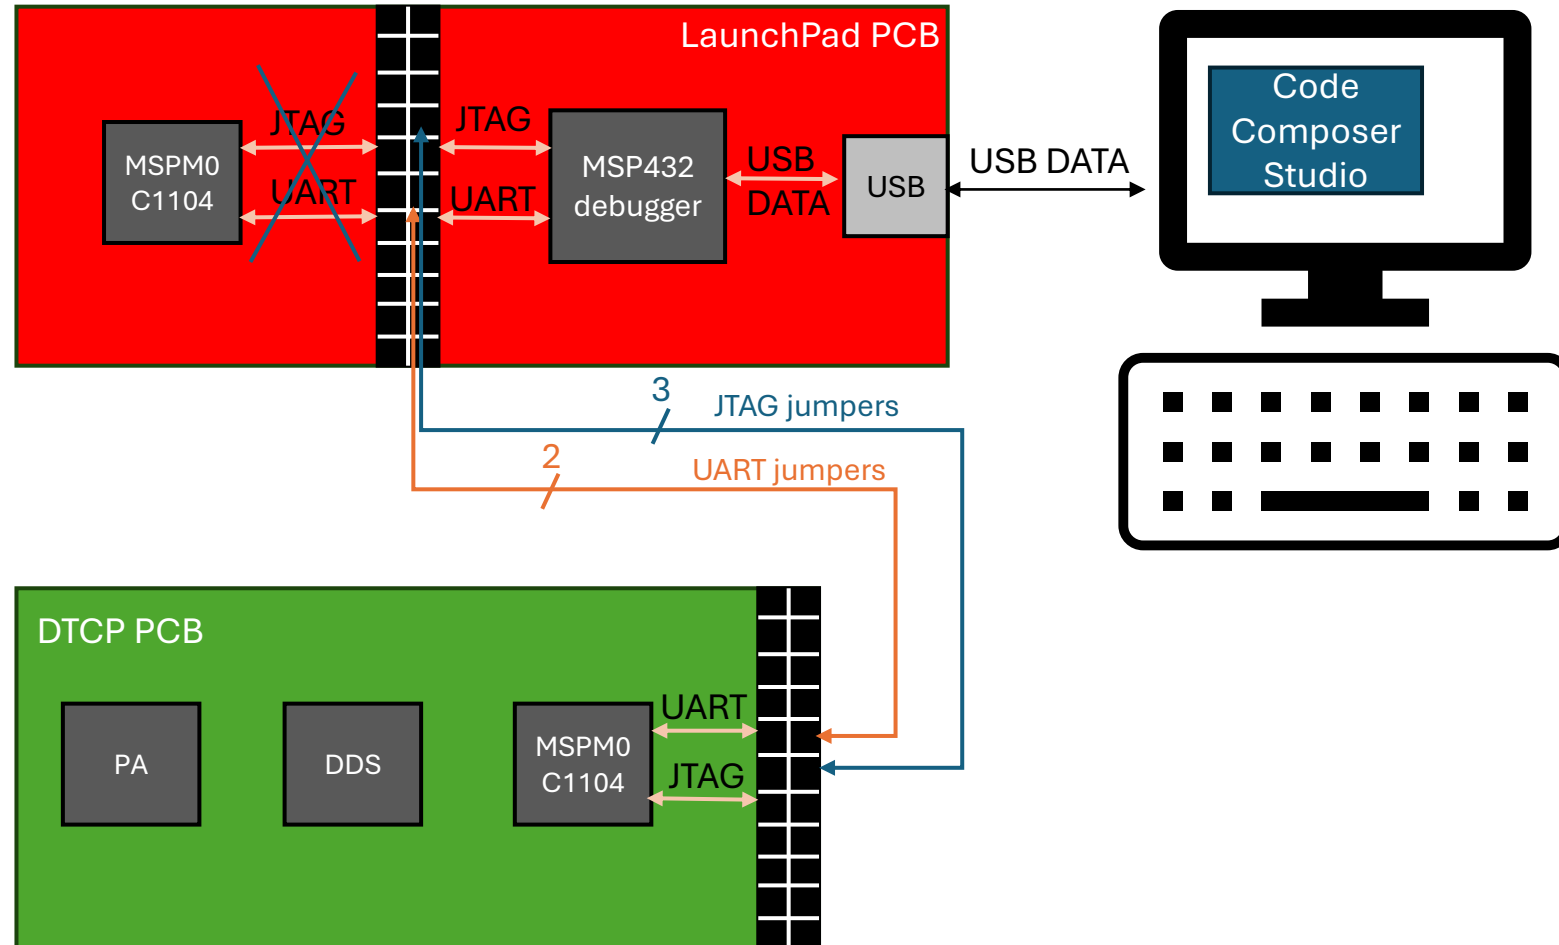 LaunchPad PCB
JTAG
UART
MSPM0
C1104
JTAG
UART
MSP432
debugger
USB
DATA
USB
USB DATA
Code
Composer
Studio
3
JTAG jumpers
2
UART jumpers
DTCP PCB
PA
DDS
MSPM0
C1104
UART
JTAG